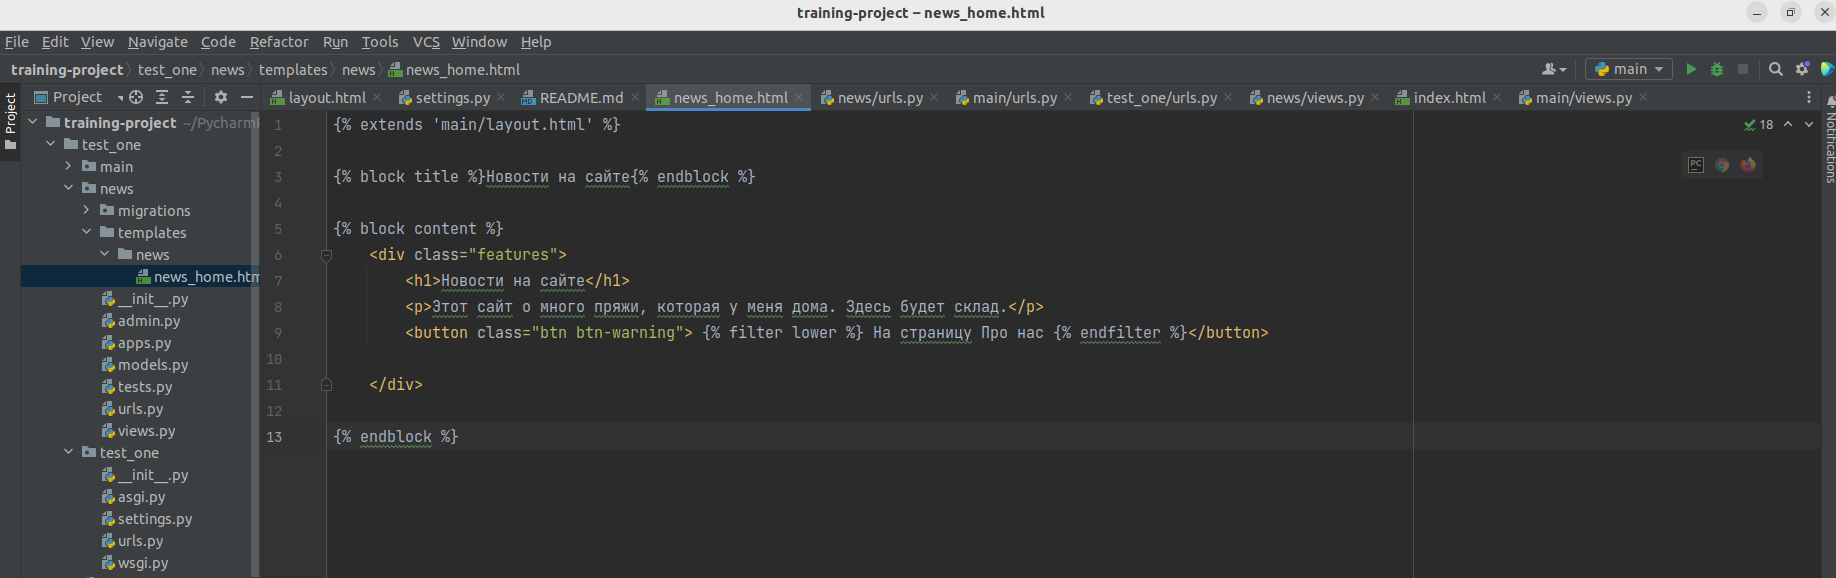 training-project – news_home.html
File Edit View Navigate Code Refactor Run Tools VCS Window Help
training-project test_one news templates news news_home.html main
Project layout.html settings.py README.md news_home.html news/urls.py main/urls.py test_one/urls.py news/views.py index.html main/views.py
Project
Notifications
training-project ~/Pycharm
test_one
main
news
migrations
templates
news
news_home.htm
__init__.py
admin.py
apps.py
models.py
tests.py
urls.py
views.py
test_one
__init__.py
asgi.py
settings.py
urls.py
wsgi.py
18
PC
1 {% extends 'main/layout.html' %}
2
3 {% block title %}Новости на сайте{% endblock %}
4
5 {% block content %}
6 <div class="features">
7 <h1>Новости на сайте</h1>
8 <p>Этот сайт о много пряжи, которая у меня дома. Здесь будет склад.</p>
9 <button class="btn btn-warning"> {% filter lower %} На страницу Про нас {% endfilter %}</button>
10
11 </div>
12
13 {% endblock %}